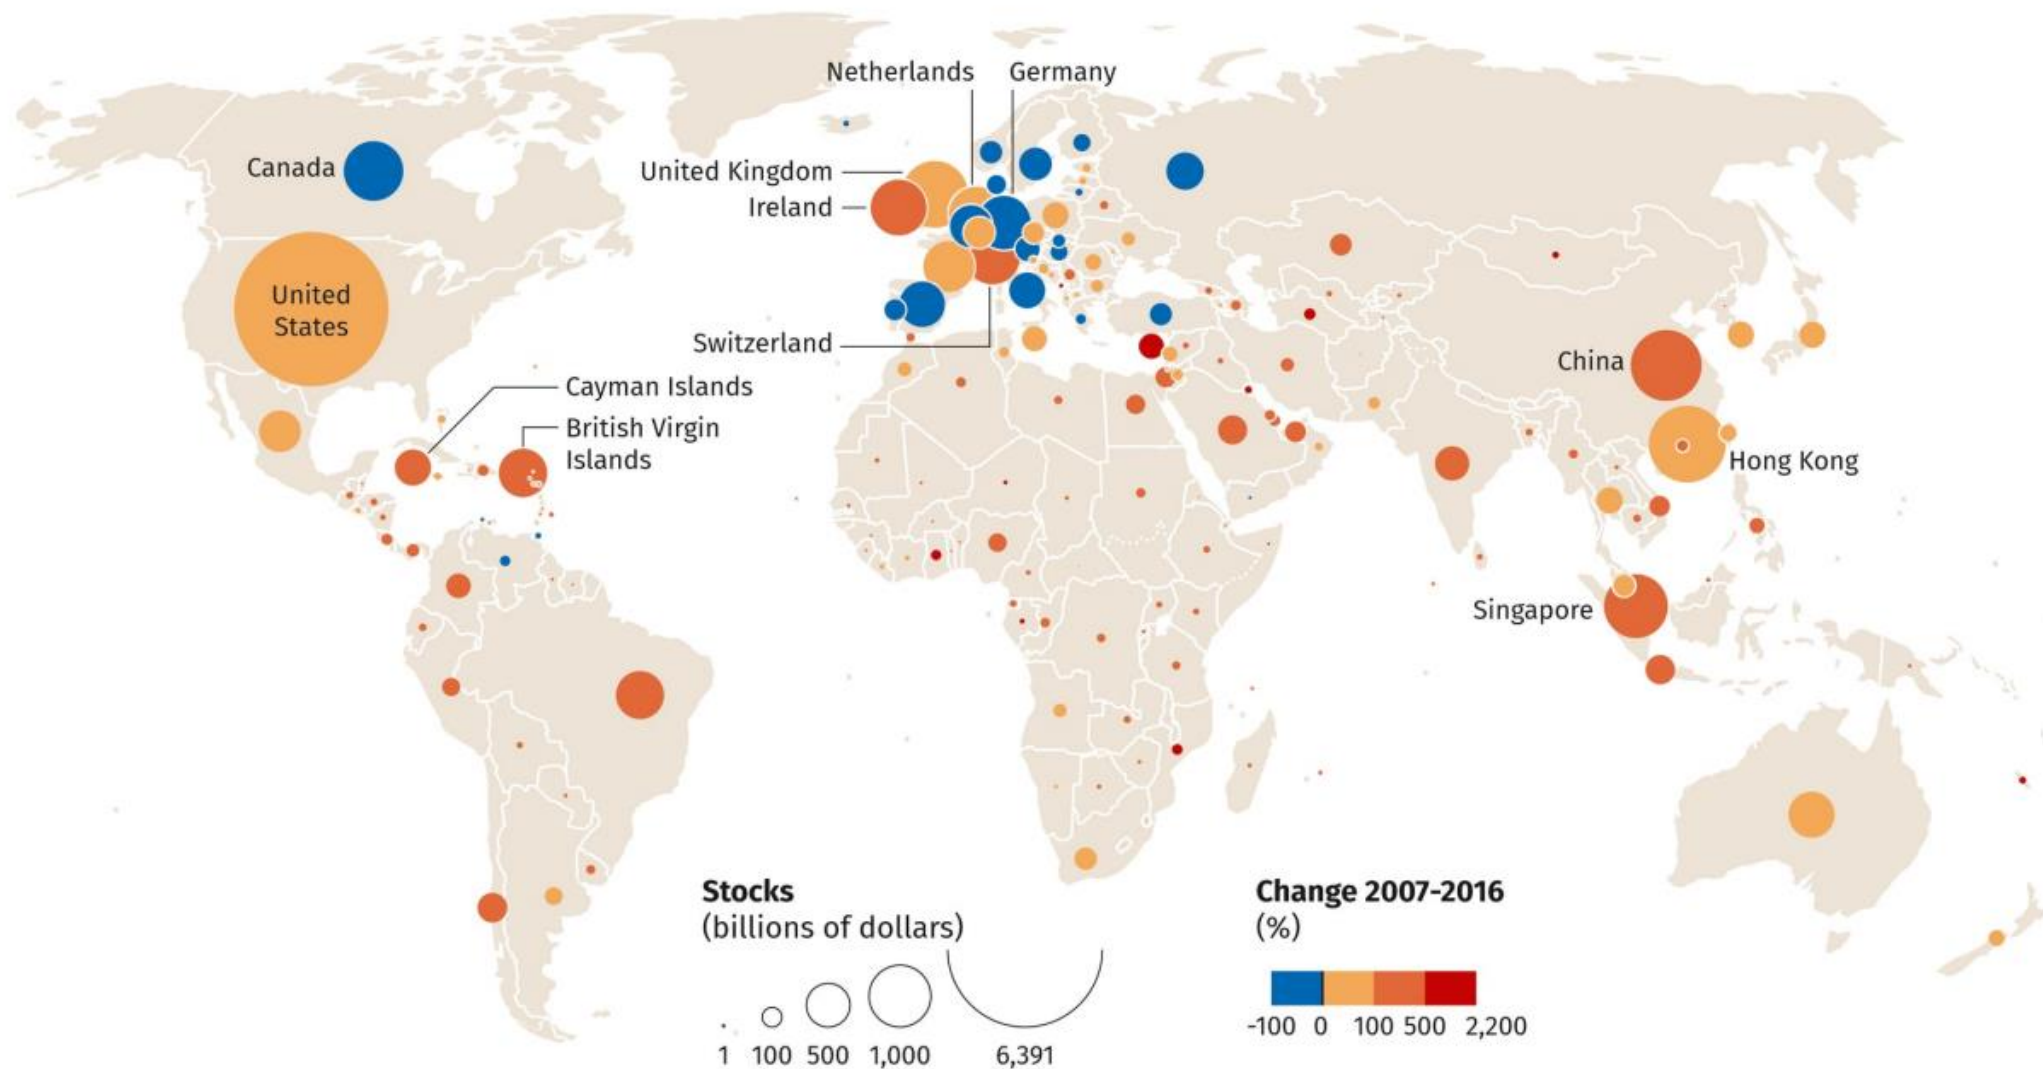 Netherlands
Germany
Canada
United Kingdom
Ireland
United
States
Switzerland
China
Cayman Islands
British Virgin
Islands
Hong Kong
Singapore
Stocks
(billions of dollars)
1 100 500 1,000 6,391
Change 2007-2016
(%)
-100 0 100 500 2,200